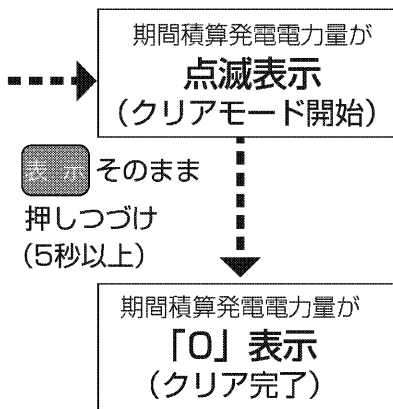 期間積算発電電力量が
点滅表示
(クリアモード開始)
表 示 そのまま
押しつづけ
(5秒以上)
期間積算発電電力量が
「0」表示
(クリア完了)